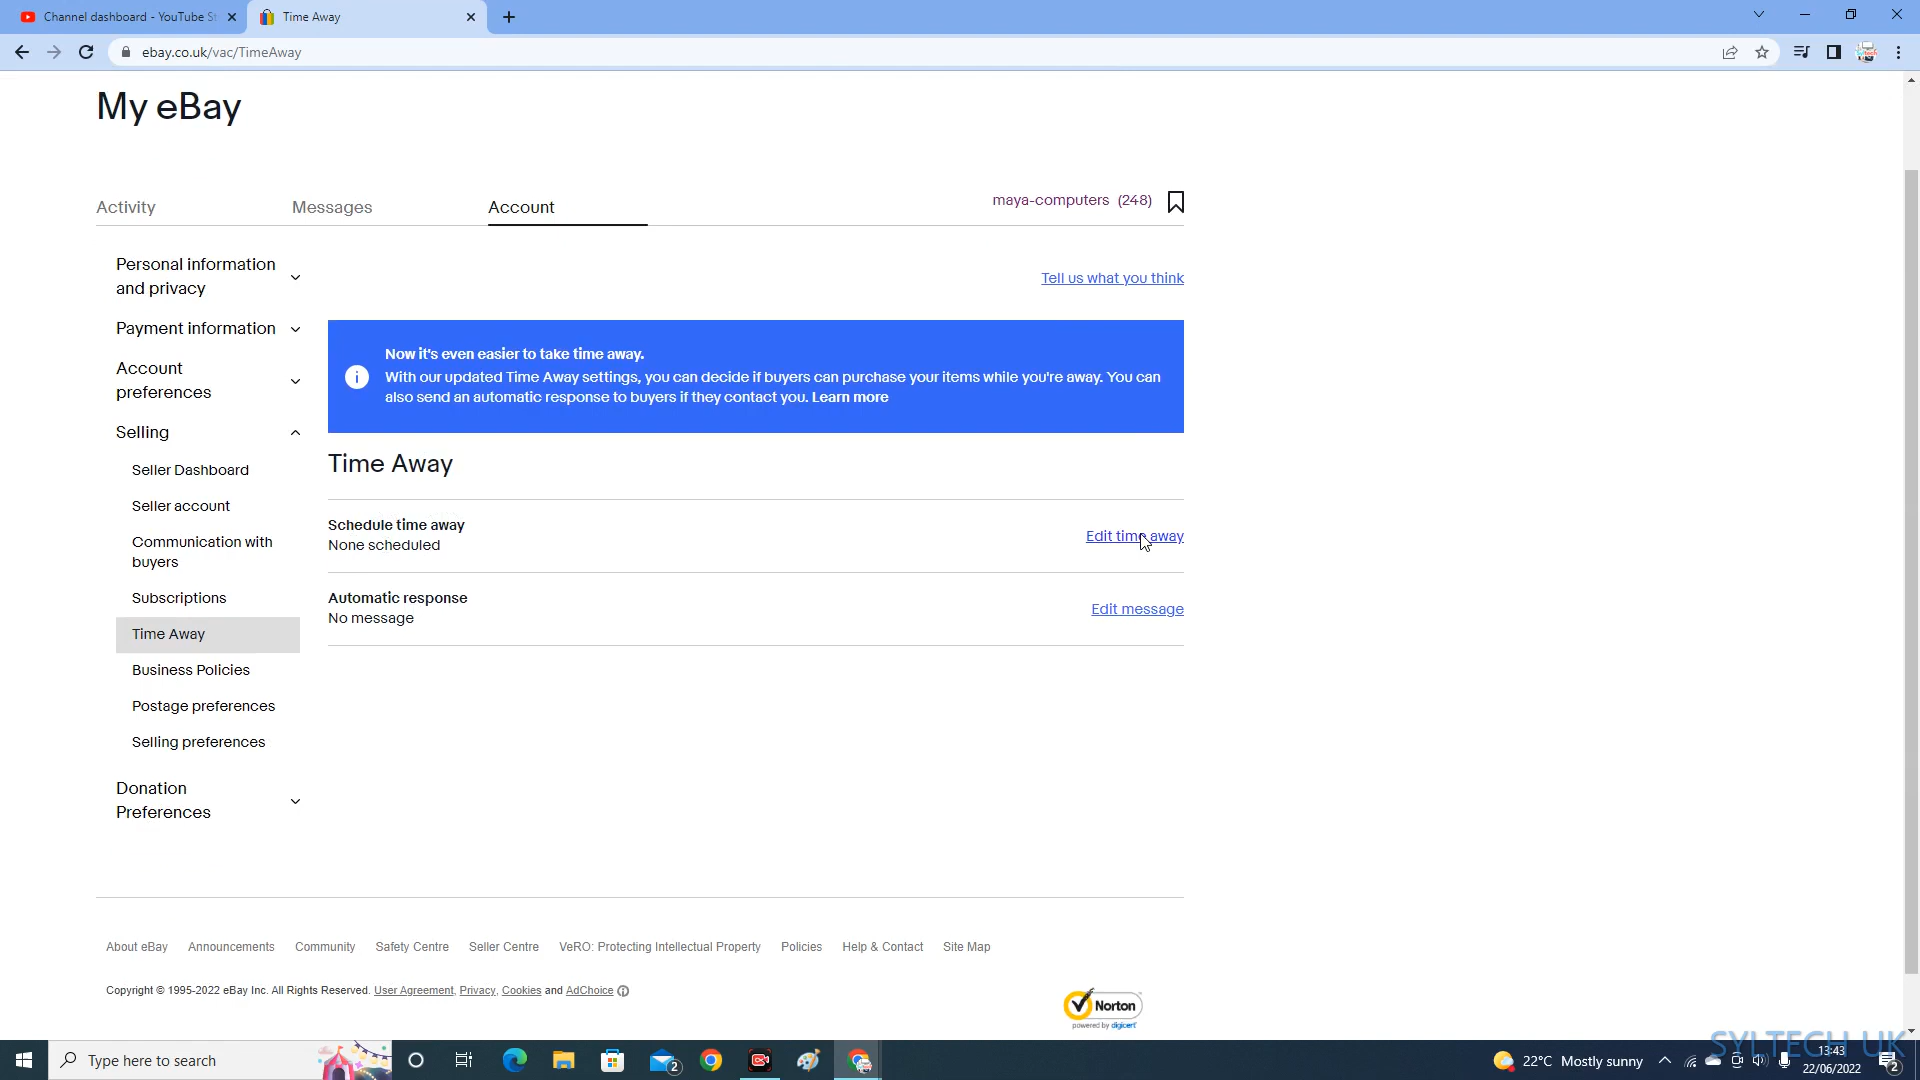 Channel dashboard - YouTube St
Time Away
ebay.co.uk/vac/TimeAway
My eBay
Activity
Messages
Account
maya-computers (248)
Personal information
and privacy
Tell us what you think
Payment information
Account
preferences
Now it's even easier to take time away.
With our updated Time Away settings, you can decide if buyers can purchase your items while you're away. You can
also send an automatic response to buyers if they contact you. Learn more
Selling
Seller Dashboard
Seller account
Communication with
buyers
Subscriptions
Time Away
Business Policies
Postage preferences
Selling preferences
Donation
Preferences
Time Away
Schedule time away
None scheduled
Edit time away
Automatic response
No message
Edit message
About eBay Announcements Community Safety Centre Seller Centre VeRO: Protecting Intellectual Property Policies Help & Contact Site Map
Copyright © 1995-2022 eBay Inc. All Rights Reserved. User Agreement, Privacy, Cookies and AdChoice
Norton
powered by digicert
SYLTECH UK
Type here to search
2
22°C Mostly sunny
13:43
22/06/2022
2